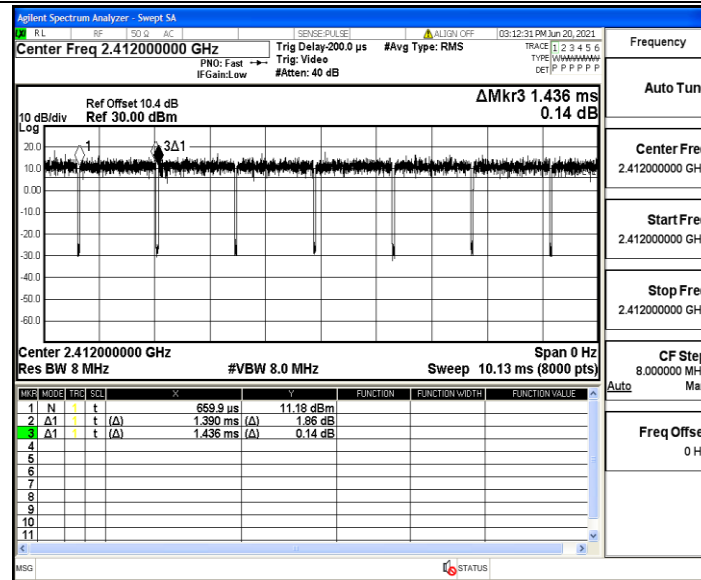 Agilent Spectrum Analyzer - Swept SA
RL RF 50 Ω AC SENSE:PULSE ALIGN OFF 03:12:31 PM Jun 20, 2021
Center Freq 2.412000000 GHz
PNO: Fast
IFGain:Low
Trig Delay-200.0 µs
Trig: Video
#Atten: 40 dB
#Avg Type: RMS
TRACE 1 2 3 4 5 6
TYPE WWWWWW
DET P P P P P P
Frequency
Auto Tun
Center Fre
2.412000000 GH
Start Fre
2.412000000 GH
Stop Fre
2.412000000 GH
CF Ste
8.000000 MH
Auto Ma
Freq Offse
0 H
ΔMkr3 1.436 ms
0.14 dB
Ref Offset 10.4 dB
10 dB/div Ref 30.00 dBm
Log
20.0
10.0
0.00
-10.0
-20.0
-30.0
-40.0
-50.0
-60.0
1
3Δ1
Center 2.412000000 GHz Span 0 Hz
Res BW 8 MHz #VBW 8.0 MHz Sweep 10.13 ms (8000 pts)
MKR MODE TRC SCL X Y FUNCTION FUNCTION WIDTH FUNCTION VALUE
1 N 1 t 659.9 µs 11.18 dBm
2 Δ1 1 t (Δ) 1.390 ms (Δ) 1.86 dB
3 Δ1 1 t (Δ) 1.436 ms (Δ) 0.14 dB
4
5
6
7
8
9
10
11
MSG STATUS